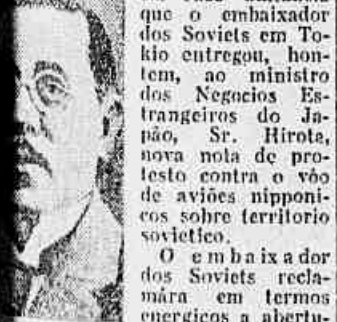 que o embaixador
dos Soviets em To-
kio entregou, hon-
tem, ao ministro
dos Negocios Es-
trangeiros do Ja-
pão, Sr. Hirota,
nova nota de pro-
testo contra o vôo
de aviões nipponi-
cos sobre territorio
sovietico.
O embaixador
dos Soviets recla-
mára em termos
energicos a abertu-